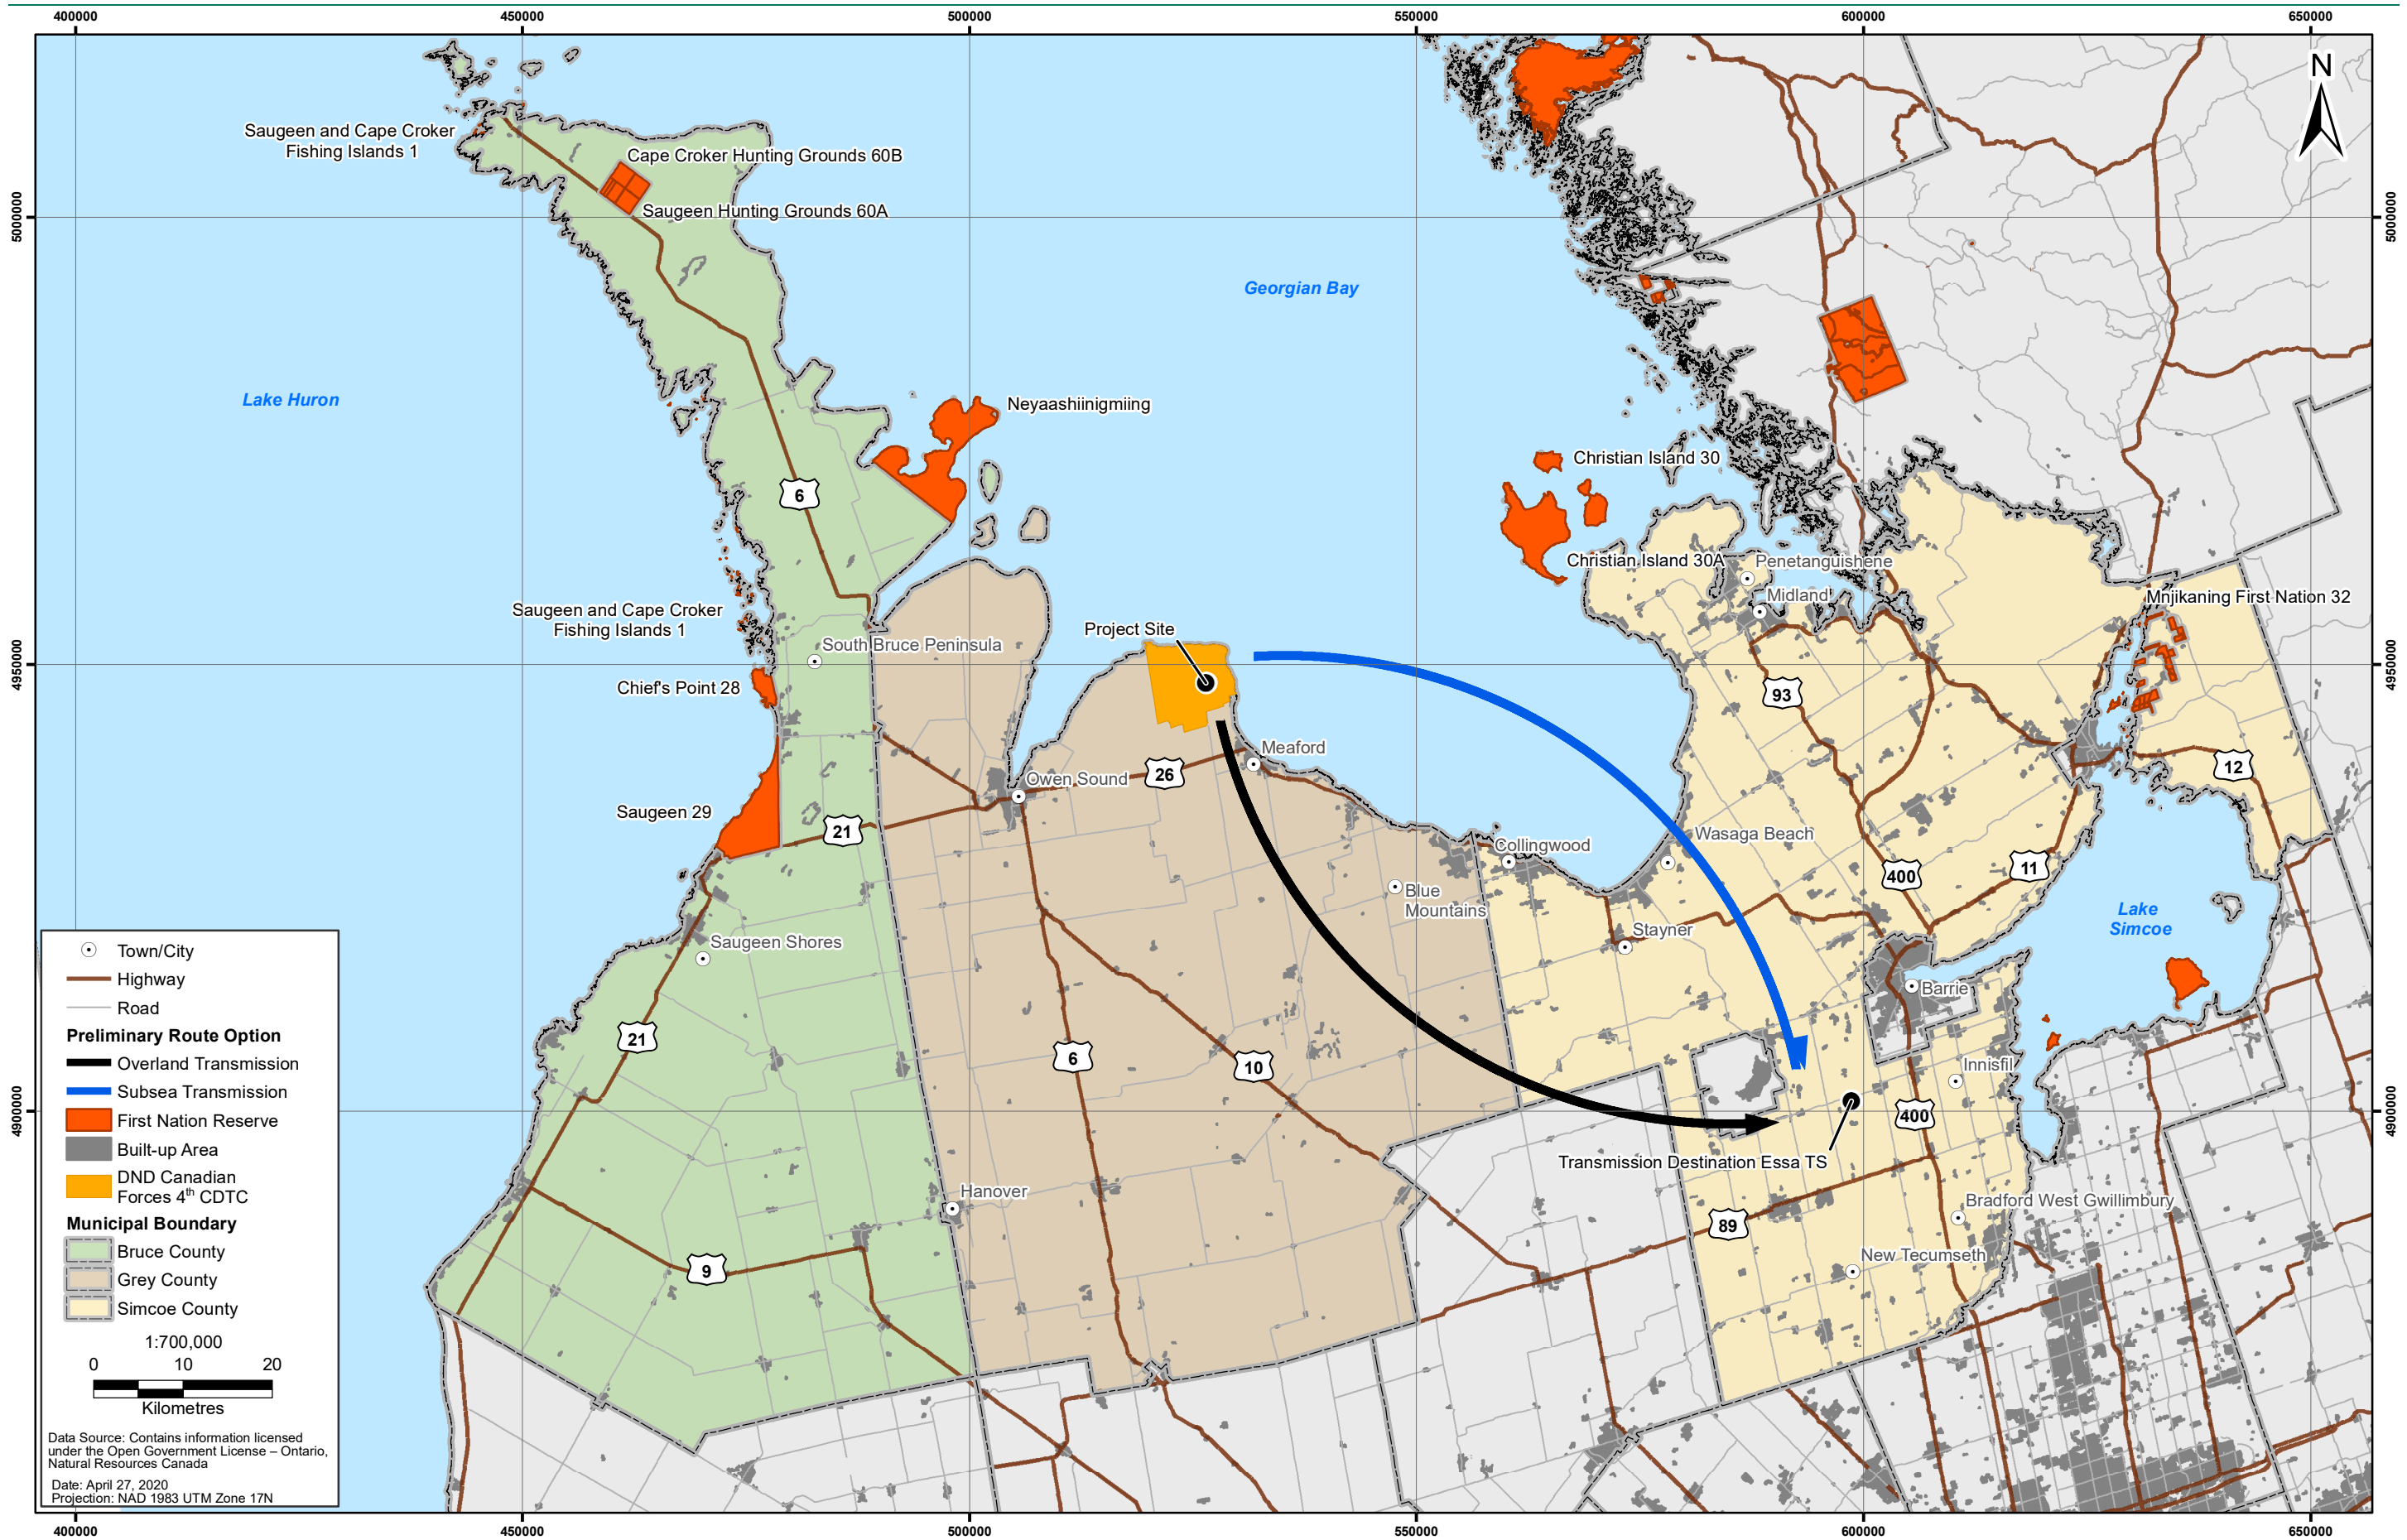 400000
450000
500000
550000
600000
650000
N
Saugeen and Cape Croker
Fishing Islands 1
Cape Croker Hunting Grounds 60B
Saugeen Hunting Grounds 60A
5000000
5000000
Georgian Bay
Lake Huron
Neyaashiinigmiing
Christian Island 30
6
Christian Island 30A
Penetanguishene
Midland
Mnjikaning First Nation 32
Saugeen and Cape Croker
Fishing Islands 1
Project Site
South Bruce Peninsula
4950000
4950000
Chief's Point 28
93
Meaford
12
26
Owen Sound
Saugeen 29
21
Wasaga Beach
Collingwood
11
400
Blue
Mountains
Lake
Simcoe
Stayner
Saugeen Shores
Barrie
21
6
10
Innisfil
4900000
4900000
400
Transmission Destination Essa TS
Hanover
Bradford West Gwillimbury
89
New Tecumseth
9
Town/City
Highway
Road
Preliminary Route Option
Overland Transmission
Subsea Transmission
First Nation Reserve
Built-up Area
DND Canadian
Forces 4th CDTC
Municipal Boundary
Bruce County
Grey County
Simcoe County
1:700,000
0 10 20
Kilometres
Data Source: Contains information licensed
under the Open Government License – Ontario,
Natural Resources Canada
Date: April 27, 2020
Projection: NAD 1983 UTM Zone 17N
400000
450000
500000
550000
600000
650000